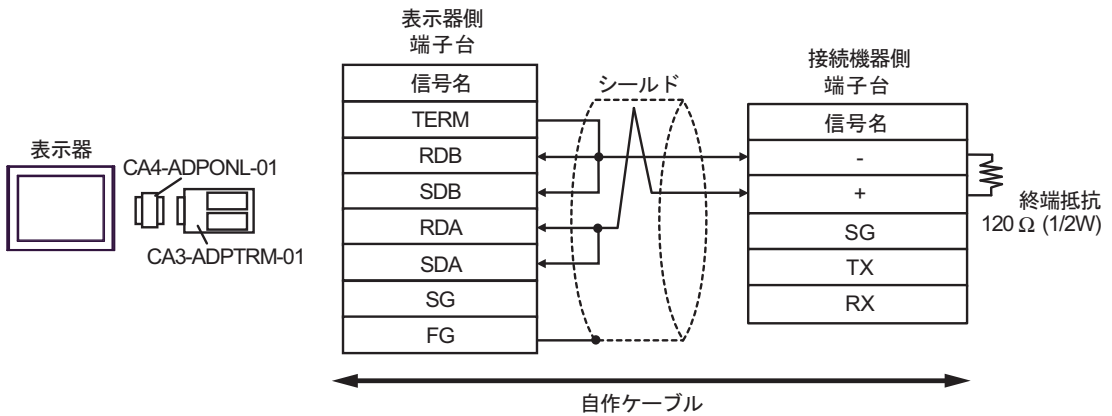 表示器
CA4-ADPONL-01
CA3-ADPTRM-01
表示器側
端子台
信号名
TERM
RDB
SDB
RDA
SDA
SG
FG
シールド
接続機器側
端子台
信号名
-
+
SG
TX
RX
終端抵抗
120 Ω (1/2W)
自作ケーブル